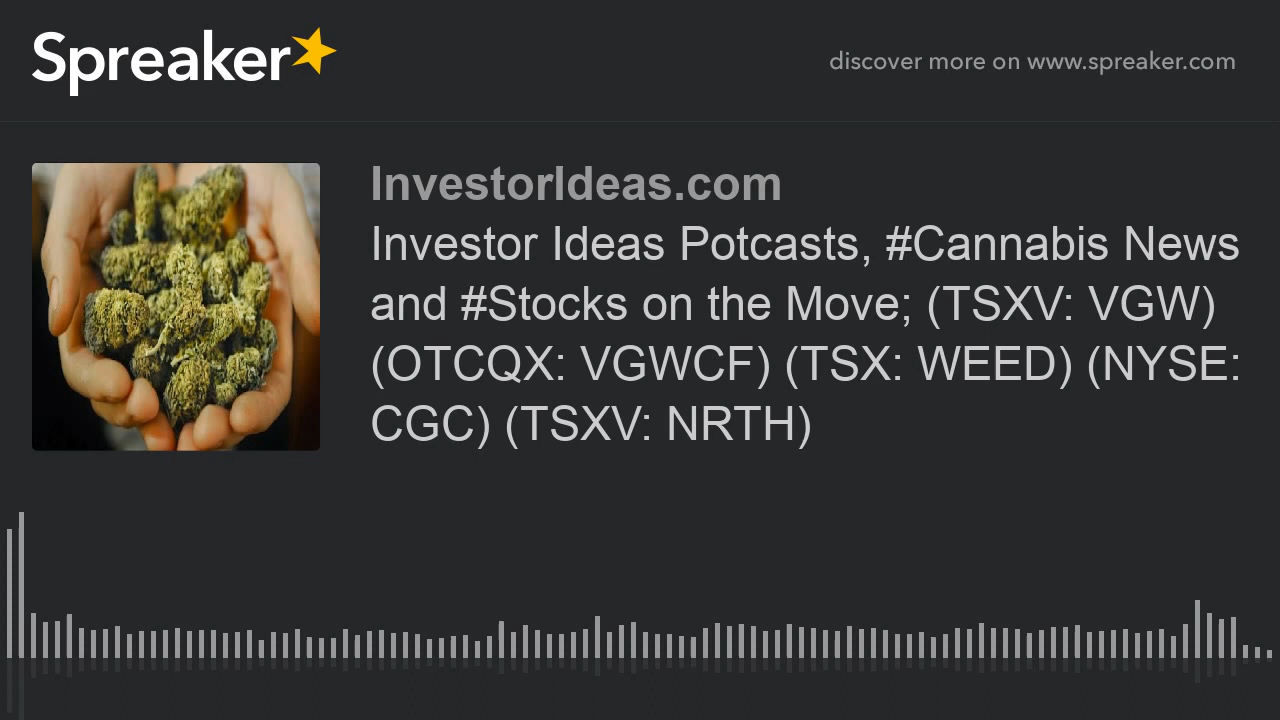 Spreaker
discover more on www.spreaker.com
InvestorIdeas.com
Investor Ideas Potcasts, #Cannabis News
and #Stocks on the Move; (TSXV: VGW)
(OTCQX: VGWCF) (TSX: WEED) (NYSE:
CGC) (TSXV: NRTH)